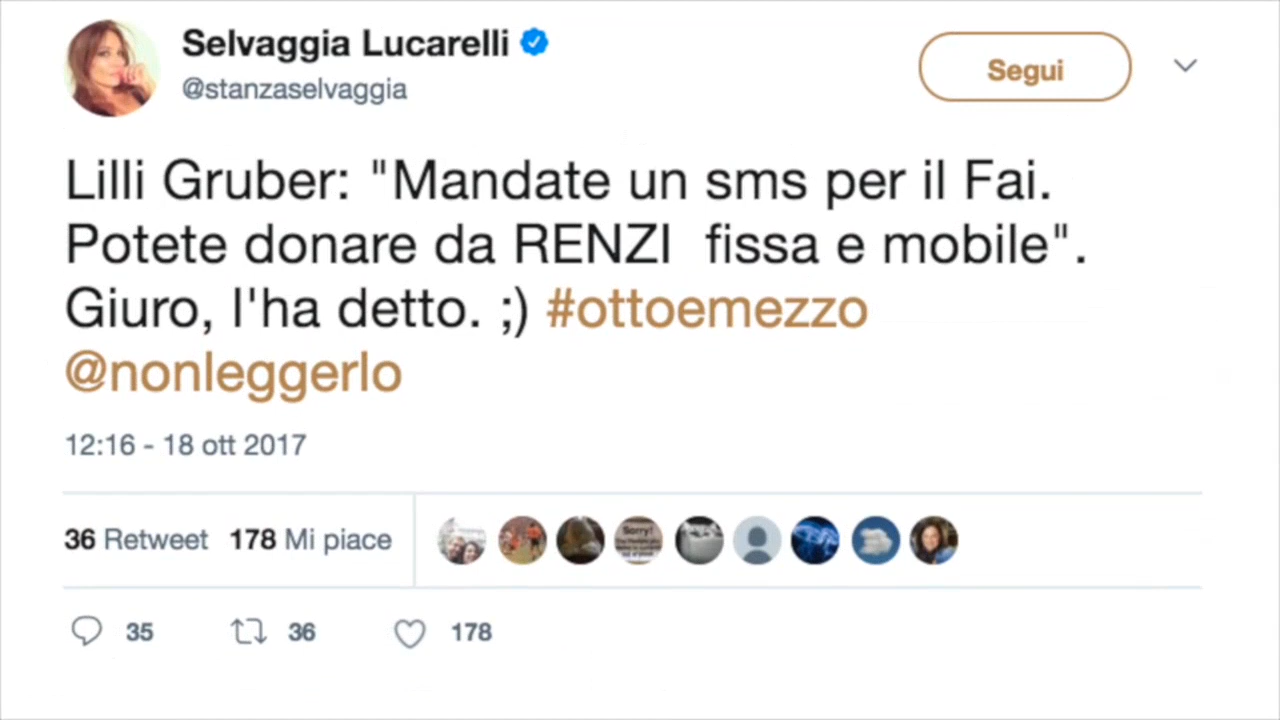 Selvaggia Lucarelli
@stanzaselvaggia
Segui
Lilli Gruber: "Mandate un sms per il Fai.
Potete donare da RENZI  fissa e mobile".
Giuro, l'ha detto. ;) #ottoemezzo
@nonleggerlo
12:16 - 18 ott 2017
36 Retweet 178 Mi piace
Sorry!
35 36 178